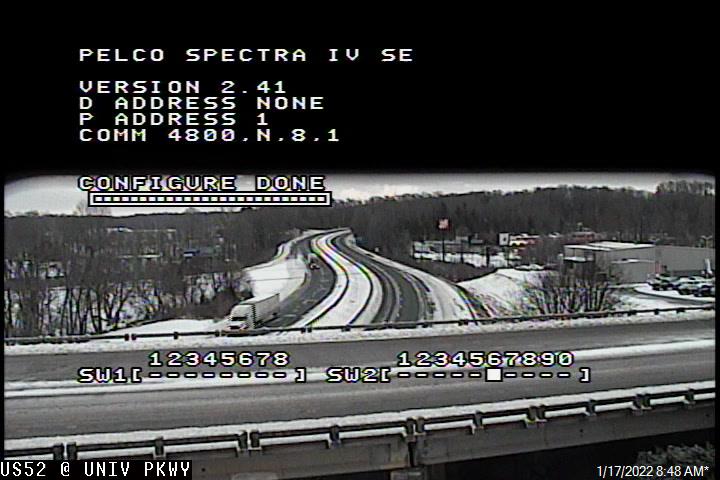 PELCO SPECTRA IV SE
VERSION 2.41
D ADDRESS NONE
P ADDRESS 1
COMM 4800,N,8,1
CONFIGURE DONE
12345678 1234567890
SW1[--------] SW2[-----■----]
US52 @ UNIV PKWY
1/17/2022 8:48 AM*